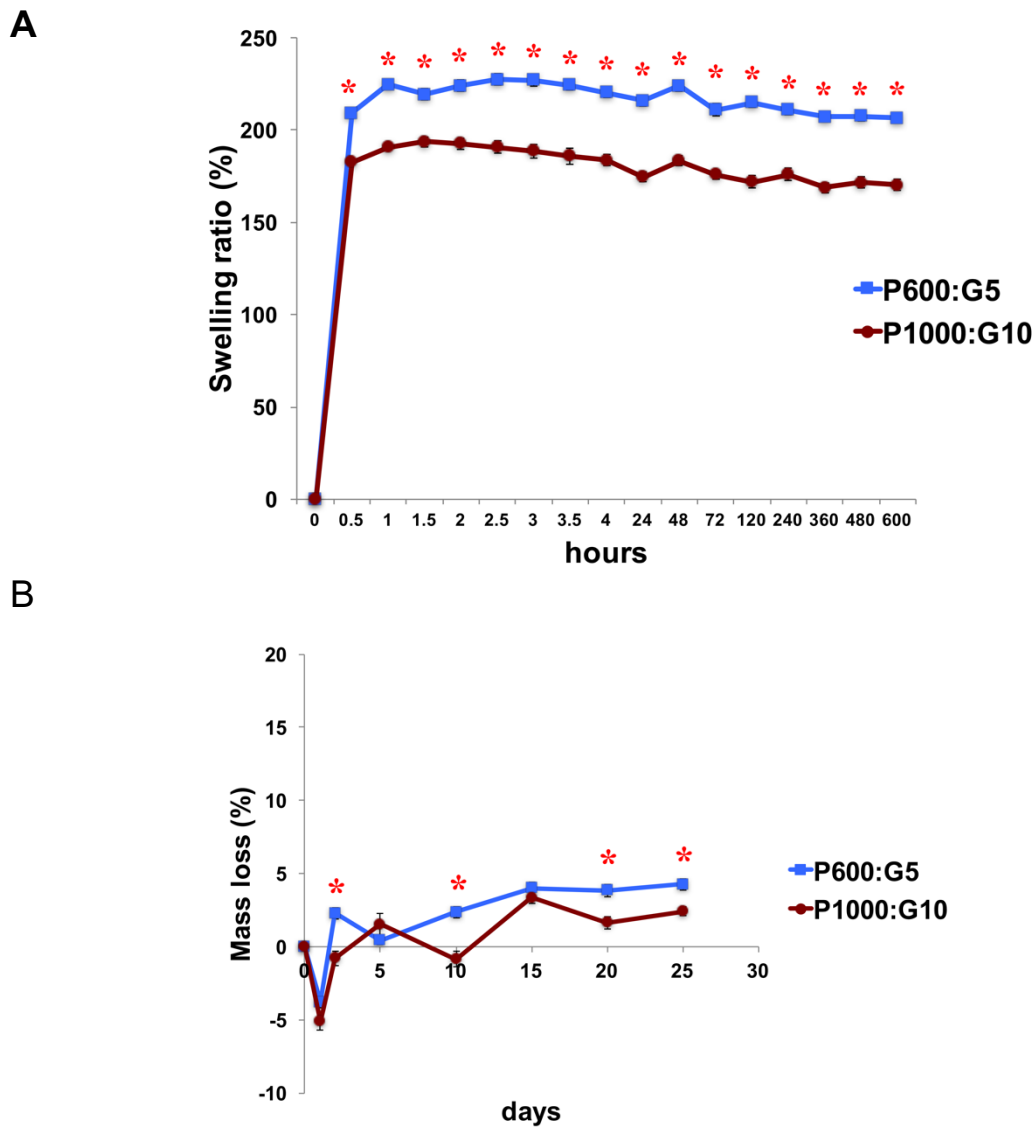 A
250
200
150
100
50
0
Swelling ratio (%)
* * * * * * * * * * * * * * * *
P600:G5
P1000:G10
0 0.5 1 1.5 2 2.5 3 3.5 4 24 48 72 120 240 360 480 600
hours
B
20
15
10
5
0
-5
-10
Mass loss (%)
* * * *
P600:G5
P1000:G10
0 5 10 15 20 25 30
days